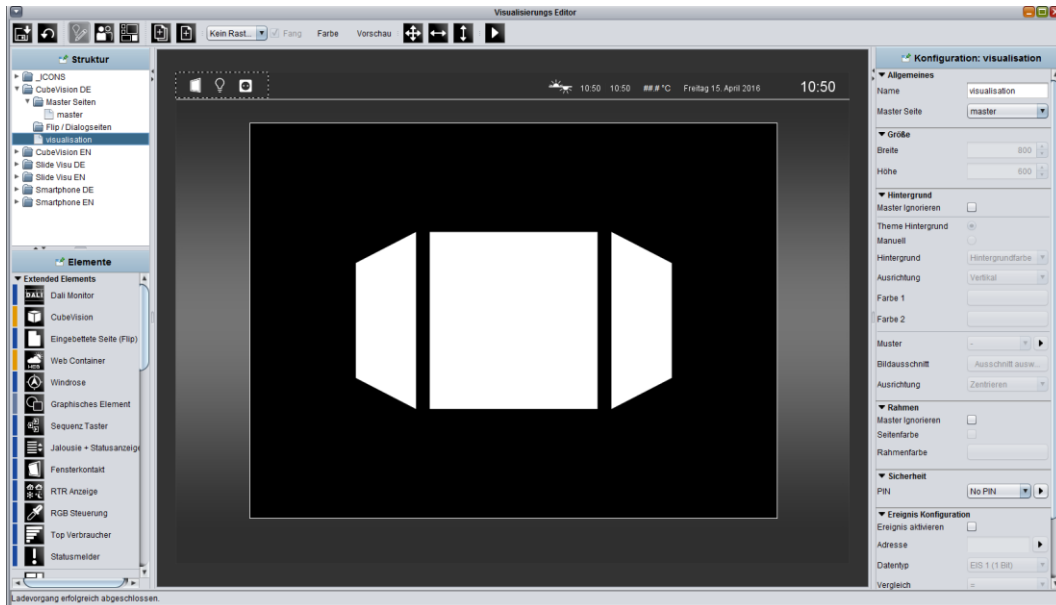 Visualisierungs Editor
Kein Rast...
Fang
Farbe
Vorschau
Struktur
_ICONS
CubeVision DE
Master Seiten
master
Flip / Dialogseiten
visualisation
CubeVision EN
Slide Visu DE
Slide Visu EN
Smartphone DE
Smartphone EN
Elemente
Extended Elements
DALI Dali Monitor
CubeVision
Eingebettete Seite (Flip)
WEB Web Container
Windrose
Graphisches Element
Sequenz Taster
Jalousie + Statusanzeige
Fensterkontakt
RTR Anzeige
RGB Steuerung
Top Verbraucher
Statusmelder
10:50 10:50 ##.# °C Freitag 15. April 2016 10:50
Konfiguration: visualisation
Allgemeines
Name visualisation
Master Seite master
Größe
Breite 800
Höhe 600
Hintergrund
Master Ignorieren
Theme Hintergrund
Manuell
Hintergrund Hintergrundfarbe
Ausrichtung Vertikal
Farbe 1
Farbe 2
Muster -
Bildausschnitt Ausschnitt ausw...
Ausrichtung Zentrieren
Rahmen
Master Ignorieren
Seitenfarbe
Rahmenfarbe
Sicherheit
PIN No PIN
Ereignis Konfiguration
Ereignis aktivieren
Adresse
Datentyp EIS 1 (1 Bit)
Vergleich =
Ladevorgang erfolgreich abgeschlossen.